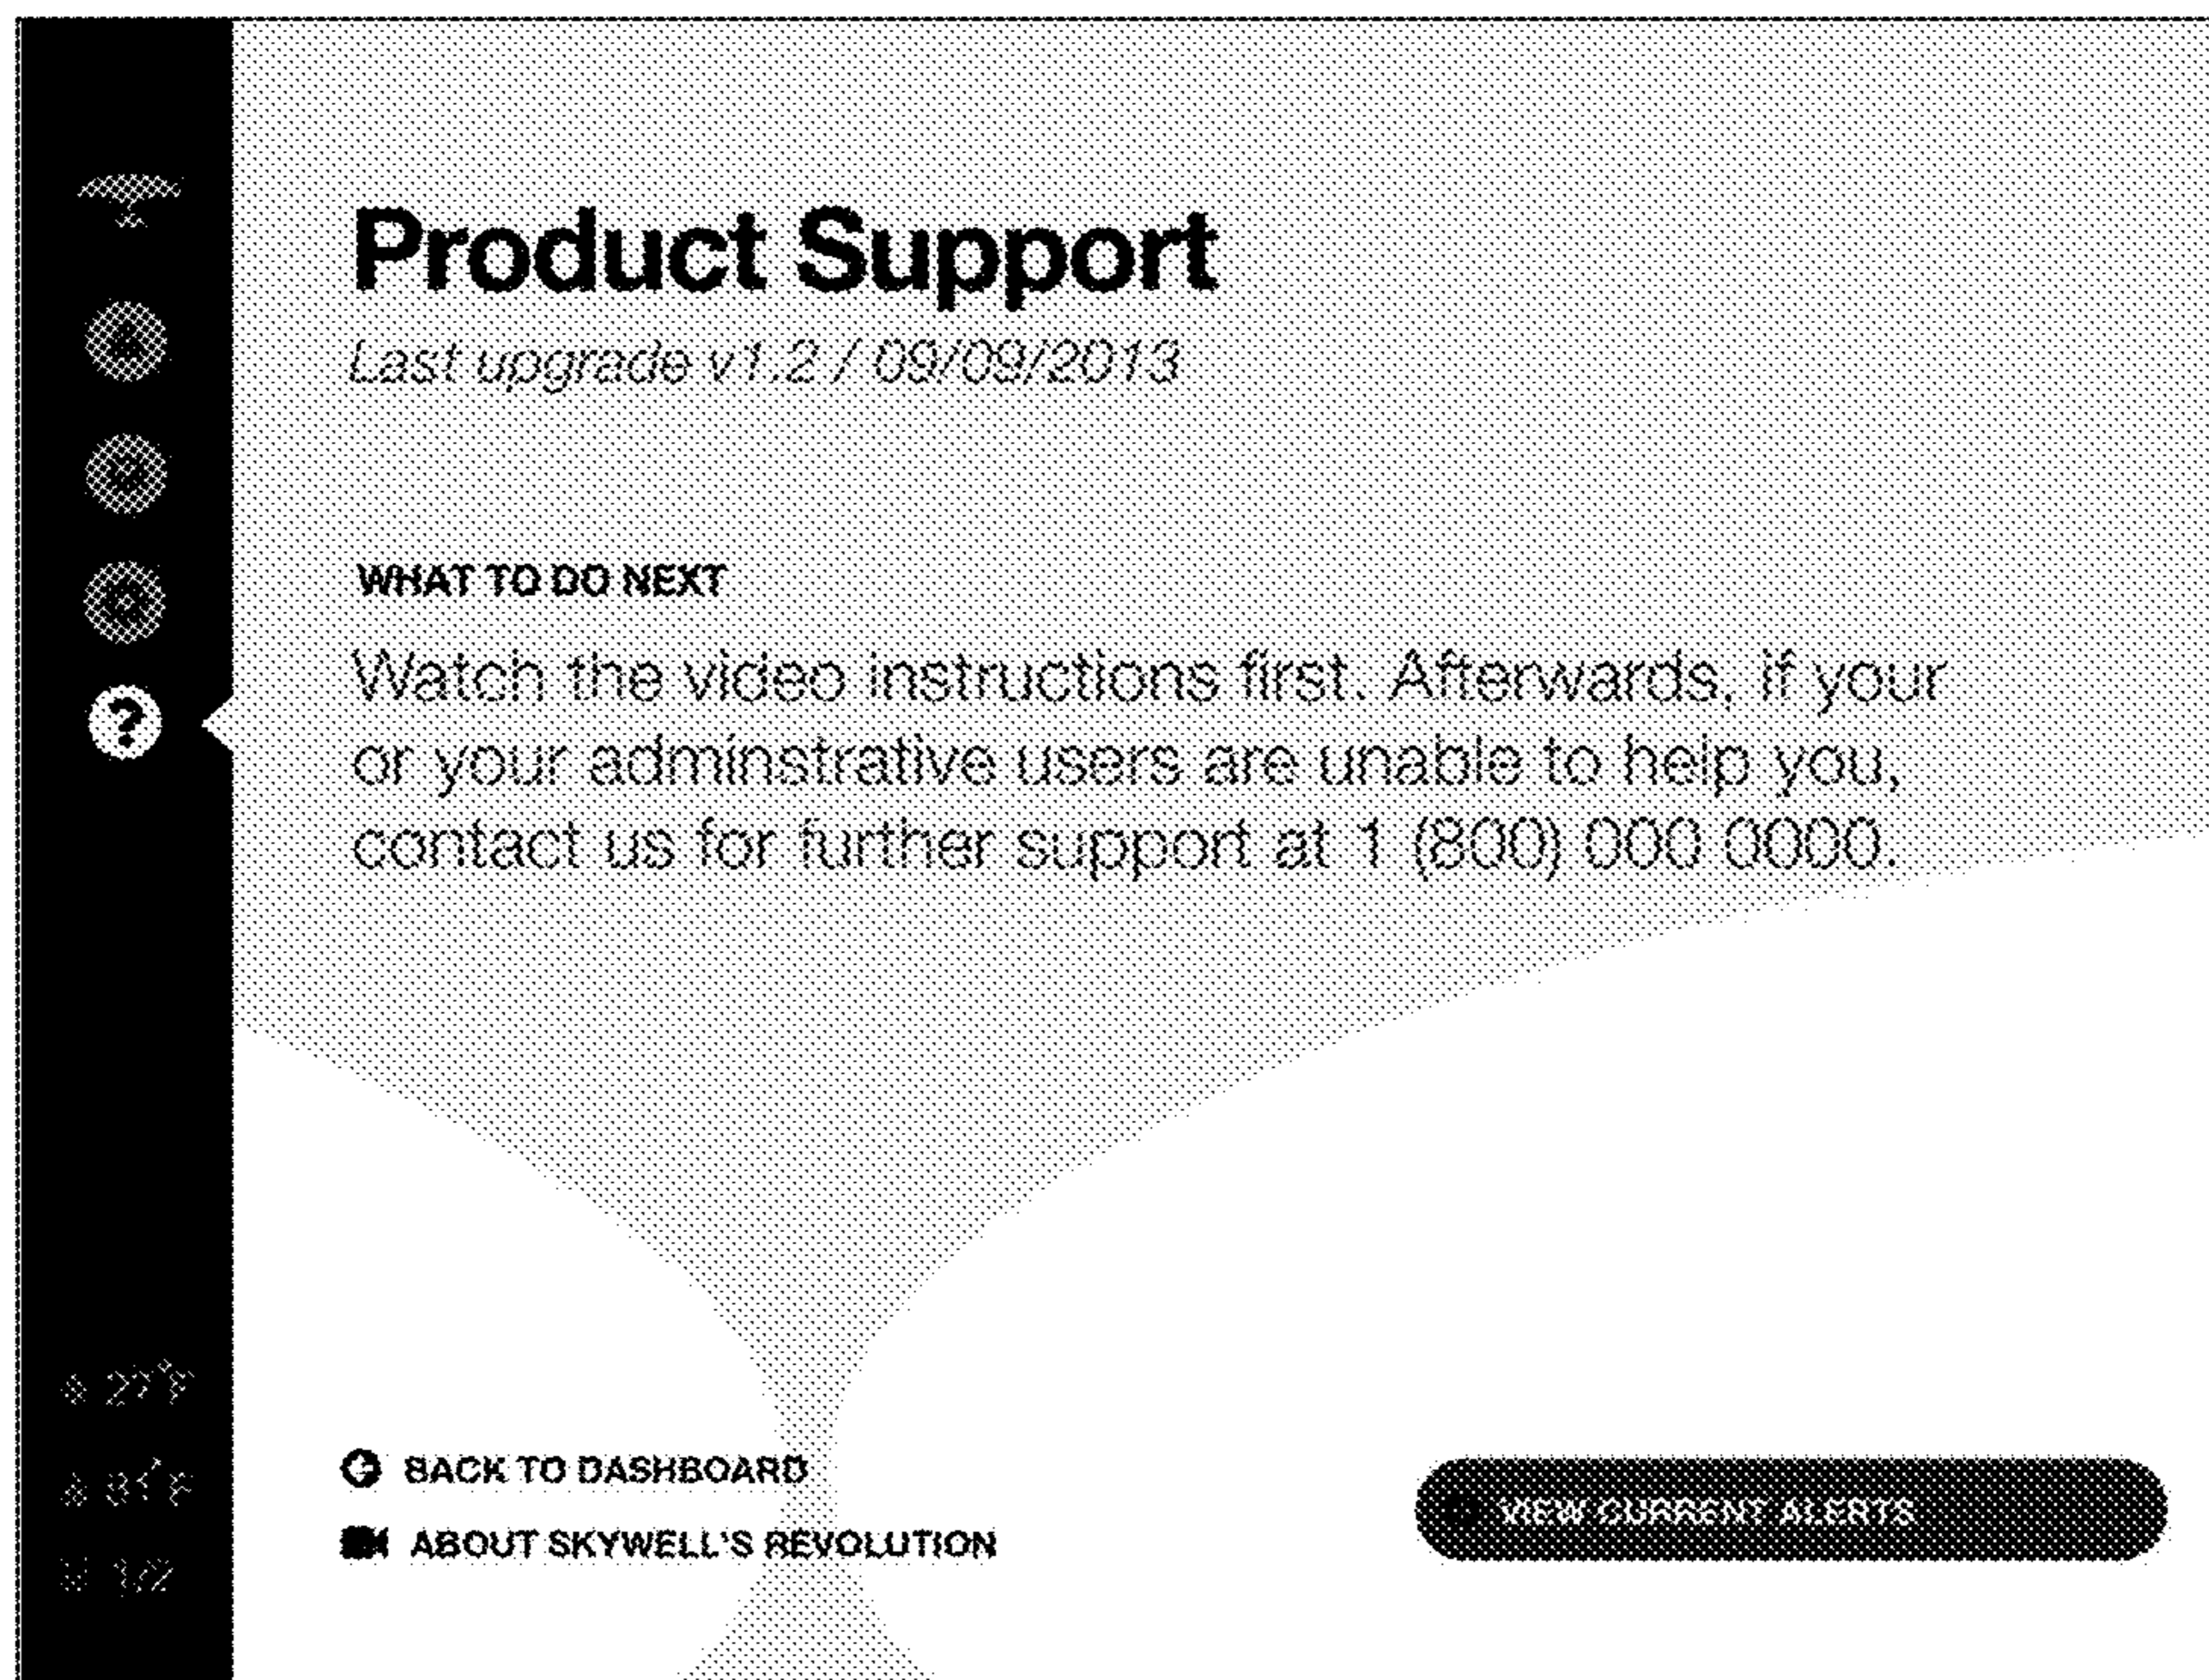 Product Support
Last upgrade v1.2 / 09/09/2013
WHAT TO DO NEXT
Watch the video instructions first. Afterwards, if your
or your adminstrative users are unable to help you,
contact us for further support at 1 (800) 000 0000.
?
BACK TO DASHBOARD
ABOUT SKYWELL'S REVOLUTION
VIEW CURRENT ALERTS
1/2